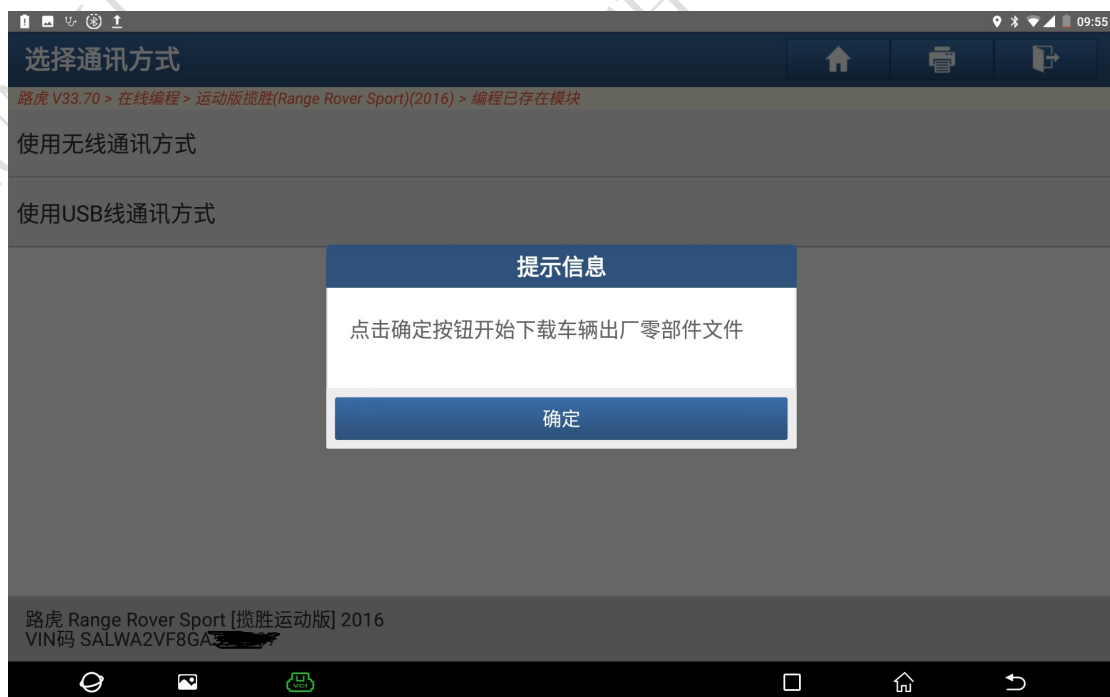 09:55
选择通讯方式
路虎 V33.70 > 在线编程 > 运动版揽胜(Range Rover Sport)(2016) > 编程已存在模块
使用无线通讯方式
使用USB线通讯方式
提示信息
点击确定按钮开始下载车辆出厂零部件文件
确定
路虎 Range Rover Sport [揽胜运动版] 2016
VIN码 SALWA2VF8GA
VCI